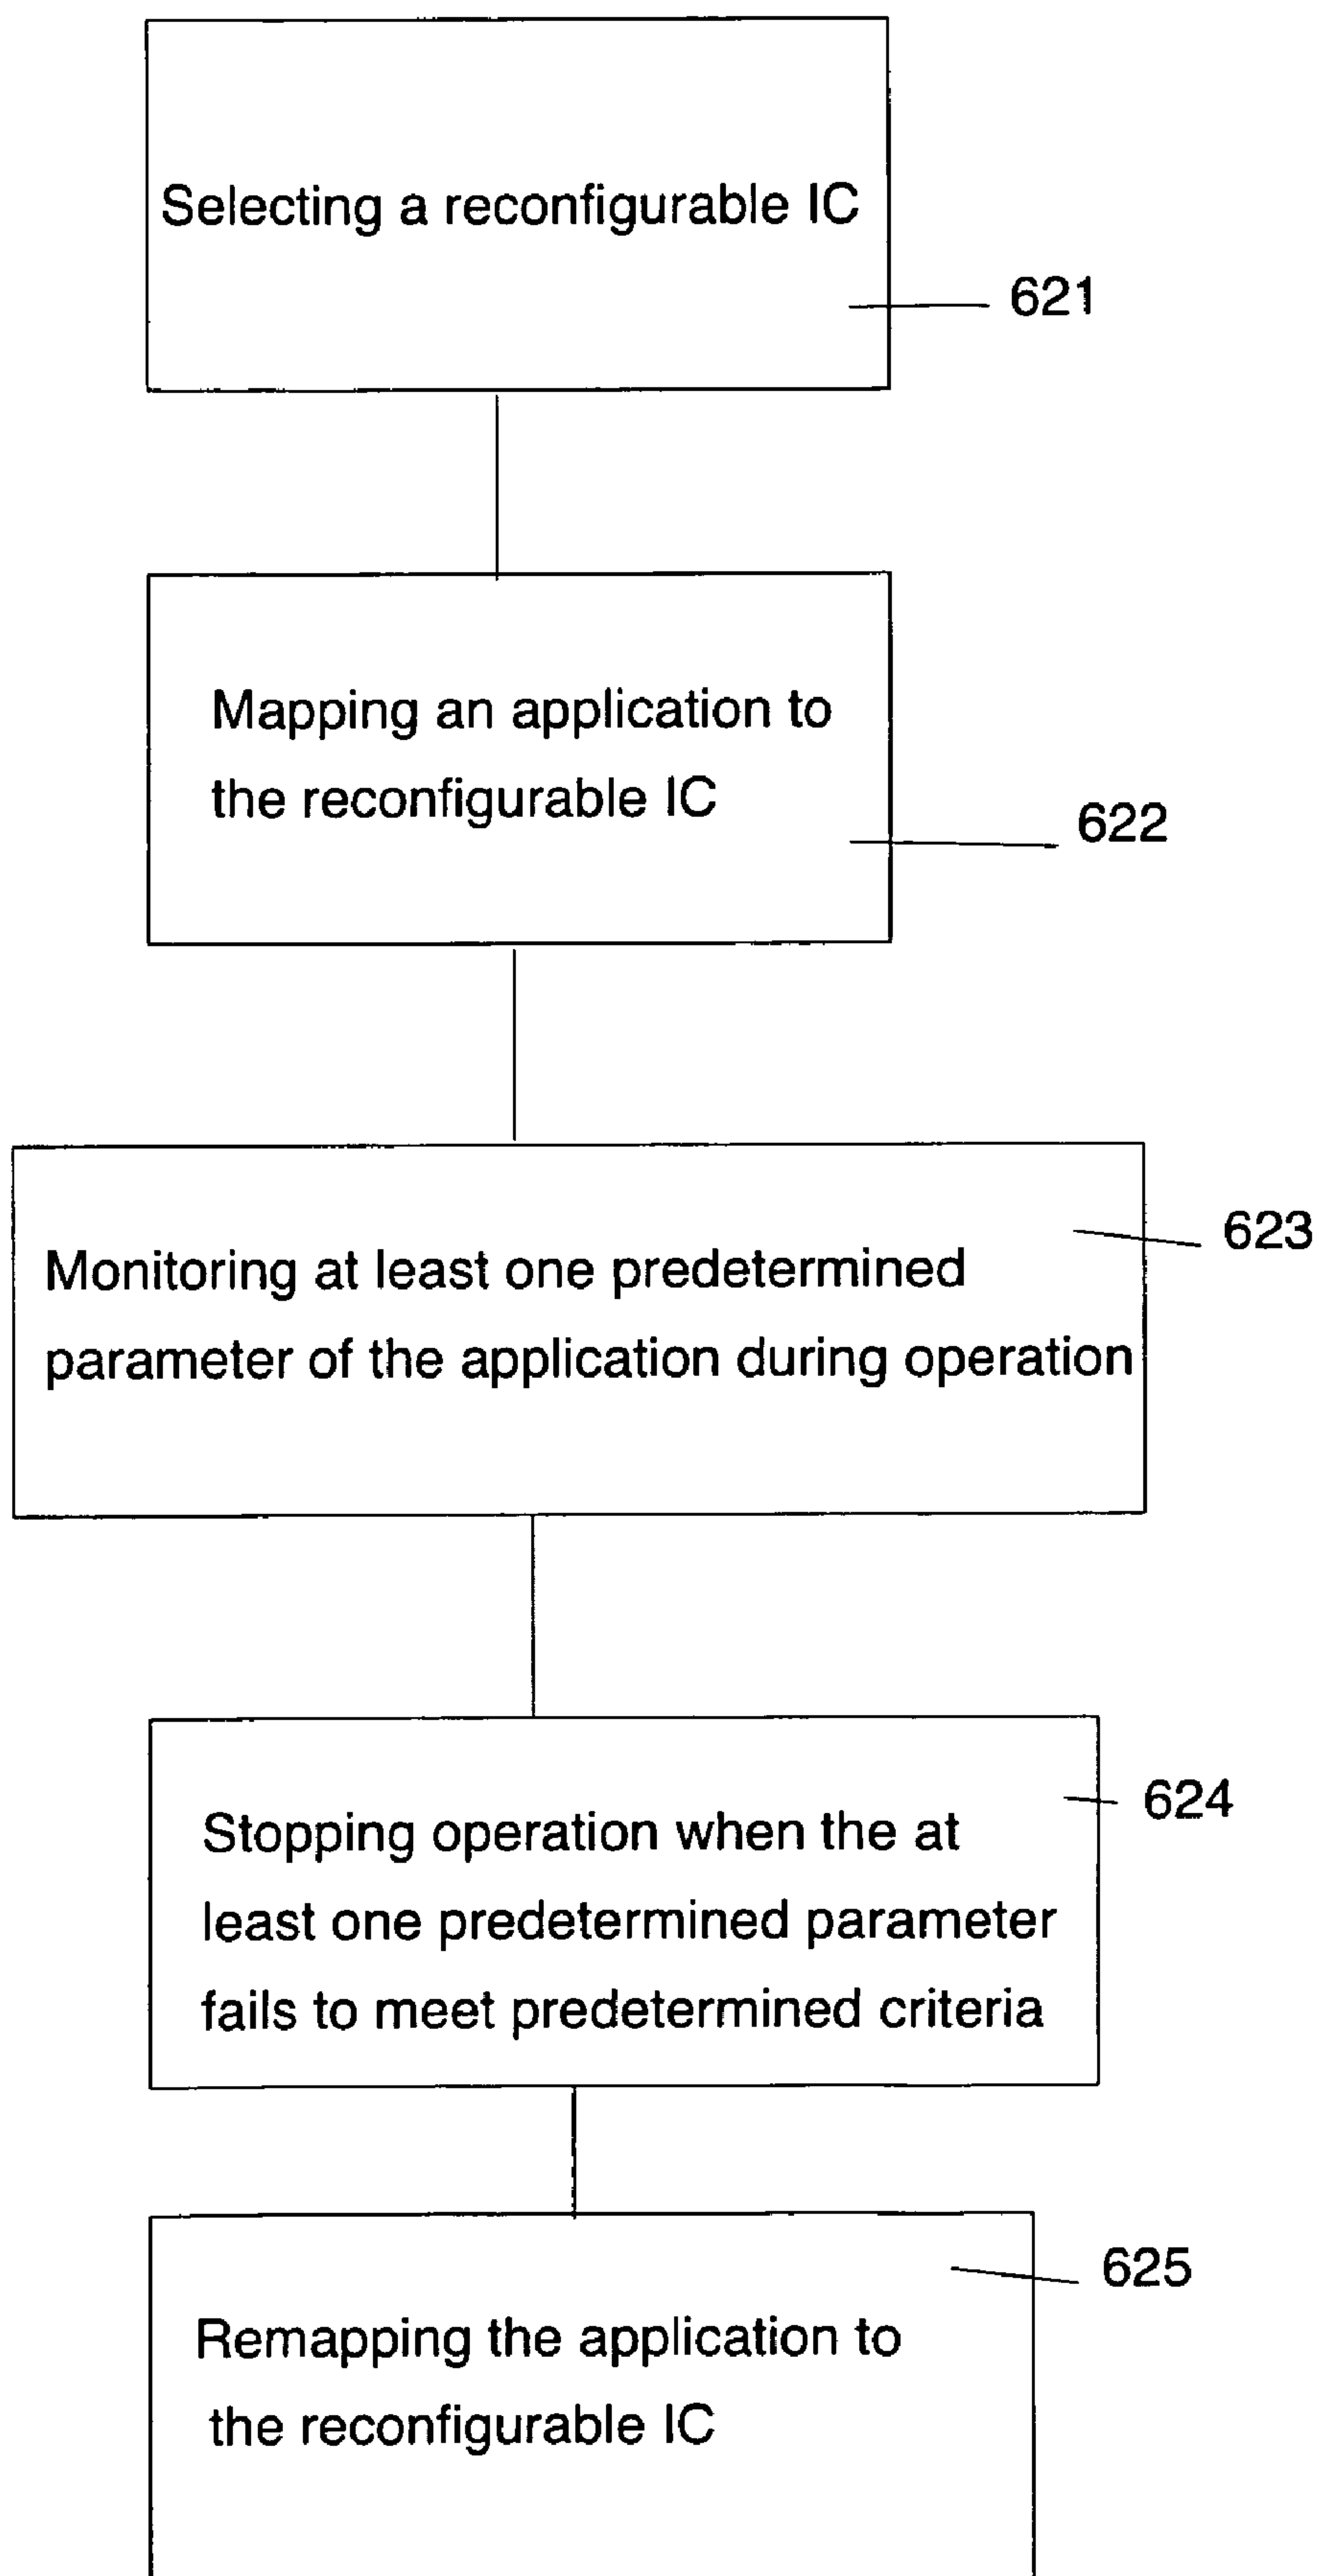 Selecting a reconfigurable IC
621
Mapping an application to
the reconfigurable IC
622
623
Monitoring at least one predetermined
parameter of the application during operation
624
Stopping operation when the at
least one predetermined parameter
fails to meet predetermined criteria
625
Remapping the application to
the reconfigurable IC